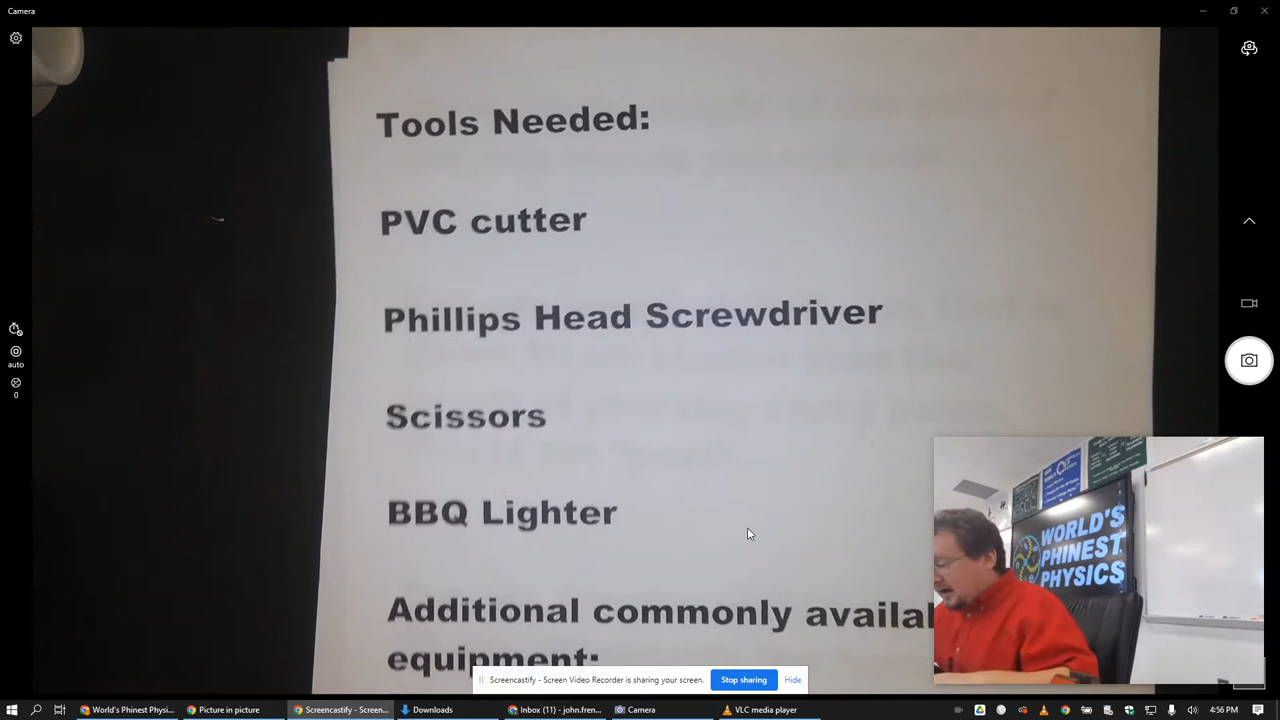 Camera
Tools Needed:
PVC cutter
Phillips Head Screwdriver
Scissors
BBQ Lighter
Additional commonly availal
equipment:
auto
0
WORLD'S
PHINEST
PHYSICS
Screencastify - Screen Video Recorder is sharing your screen.
Stop sharing
Hide
World's Phinest Physi...
Picture in picture
Screencastify - Screen...
Downloads
Inbox (11) - john.fren...
Camera
VLC media player
4:56 PM